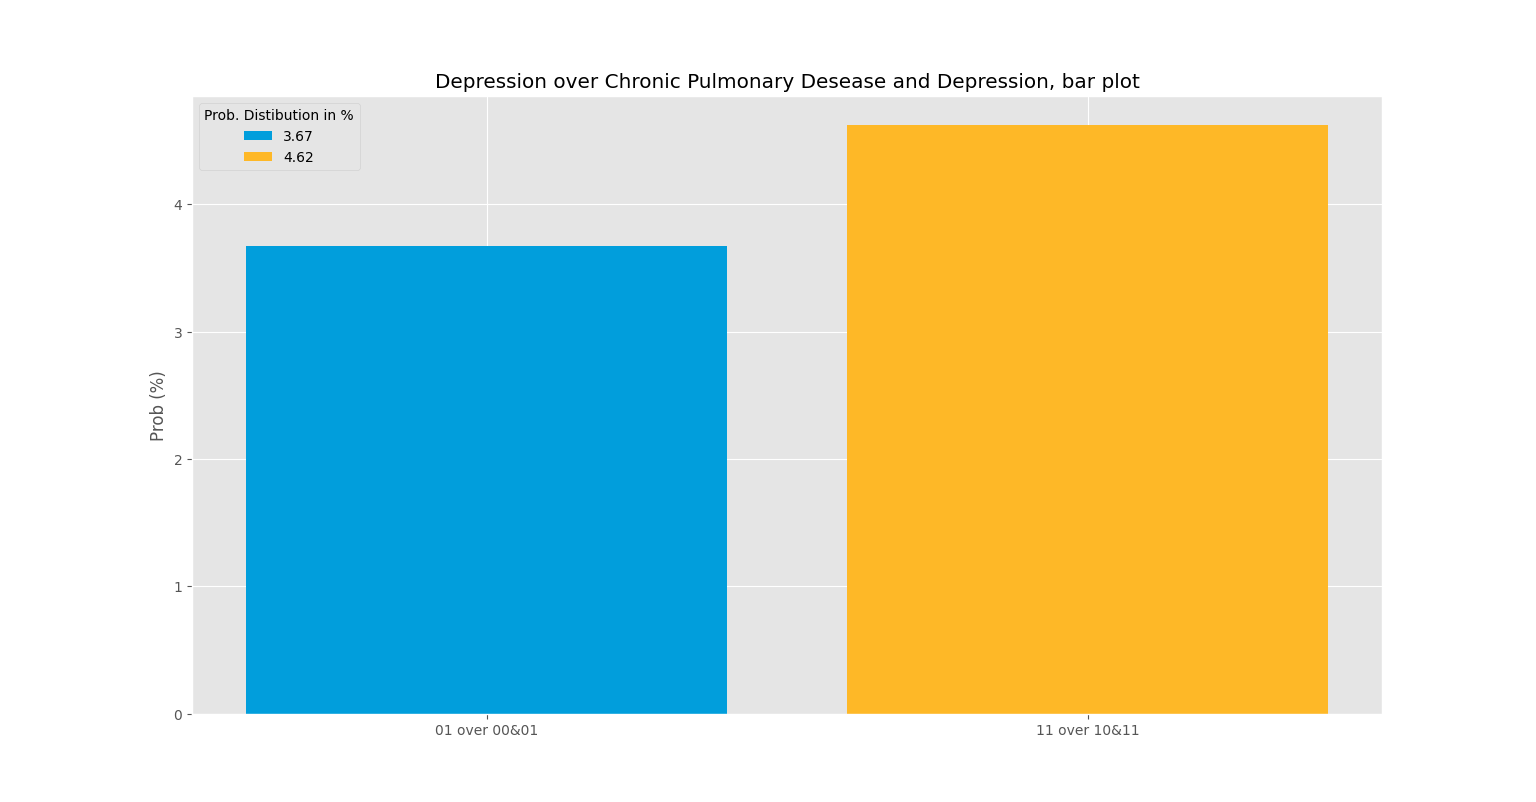 Depression over Chronic Pulmonary Desease and Depression, bar plot
Prob. Distibution in %
3.67
4.62
Prob (%)
4
3
2
1
0
01 over 00&01
11 over 10&11